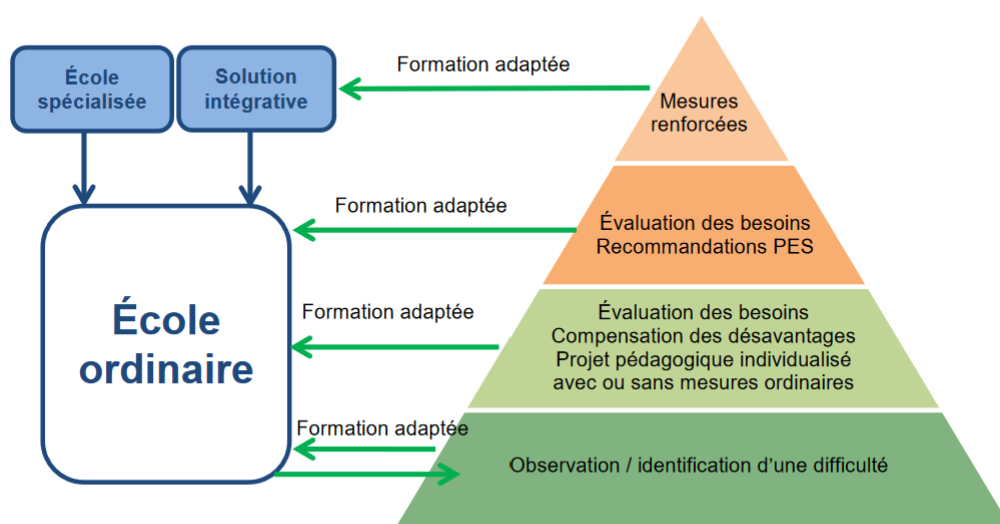 École
spécialisée
Solution
intégrative
Formation adaptée
Mesures
renforcées
Formation adaptée
Évaluation des besoins
Recommandations PES
École
ordinaire
Formation adaptée
Évaluation des besoins
Compensation des désavantages
Projet pédagogique individualisé
avec ou sans mesures ordinaires
Formation adaptée
Observation / identification d’une difficulté